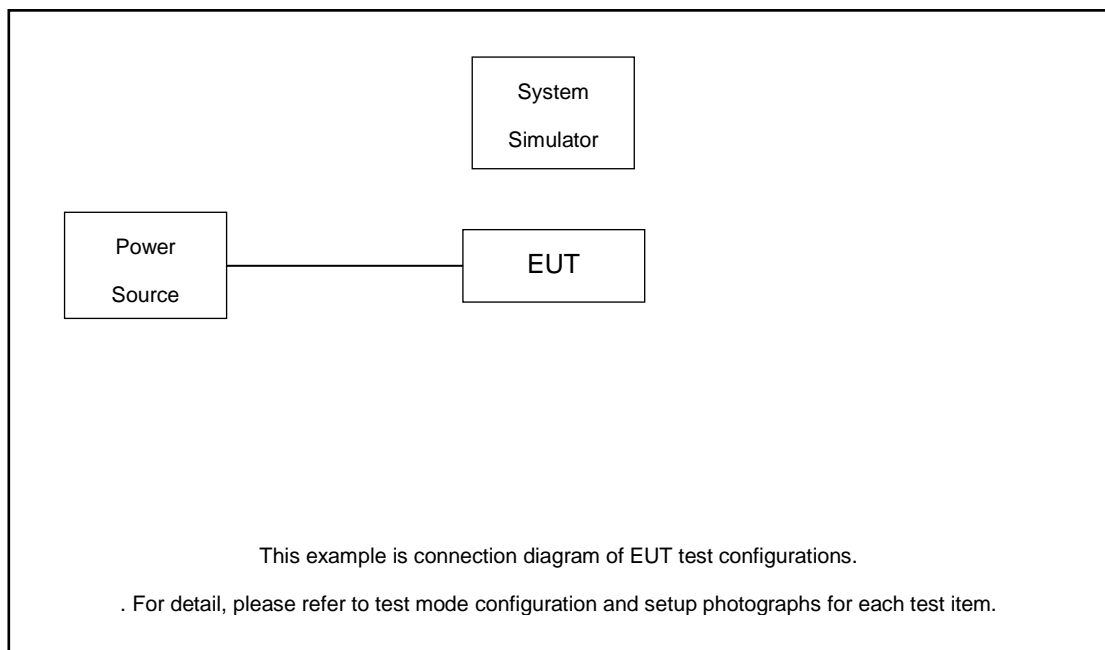 System
Simulator
Power
Source
EUT
This example is connection diagram of EUT test configurations.
. For detail, please refer to test mode configuration and setup photographs for each test item.